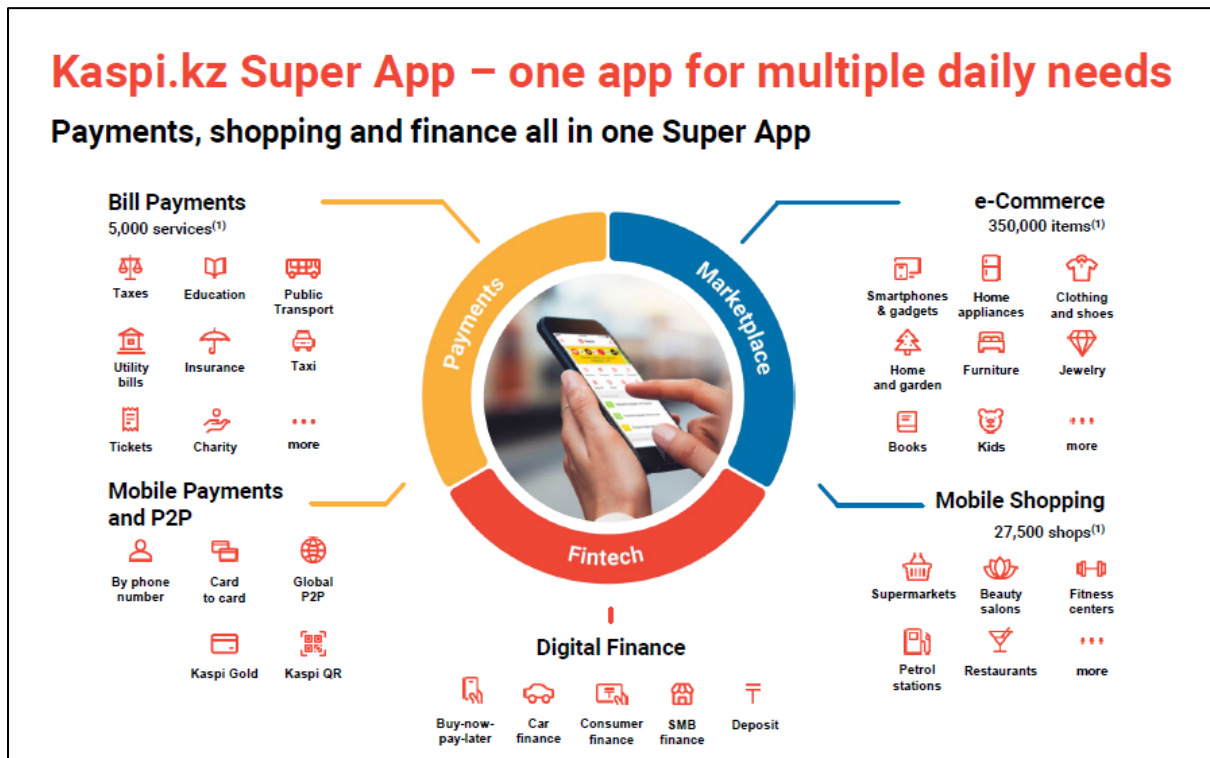 Kaspi.kz Super App – one app for multiple daily needs
Payments, shopping and finance all in one Super App
Bill Payments
5,000 services(1)
Taxes
Education
Public
Transport
Utility
bills
Insurance
Taxi
Tickets
Charity
more
Mobile Payments
and P2P
By phone
number
Card
to card
Global
P2P
Kaspi Gold
Kaspi QR
Payments
Marketplace
Fintech
Digital Finance
Buy-now-
pay-later
Car
finance
Consumer
finance
SMB
finance
Deposit
e-Commerce
350,000 items(1)
Smartphones
& gadgets
Home
appliances
Clothing
and shoes
Home
and garden
Furniture
Jewelry
Books
Kids
more
Mobile Shopping
27,500 shops(1)
Supermarkets
Beauty
salons
Fitness
centers
Petrol
stations
Restaurants
more